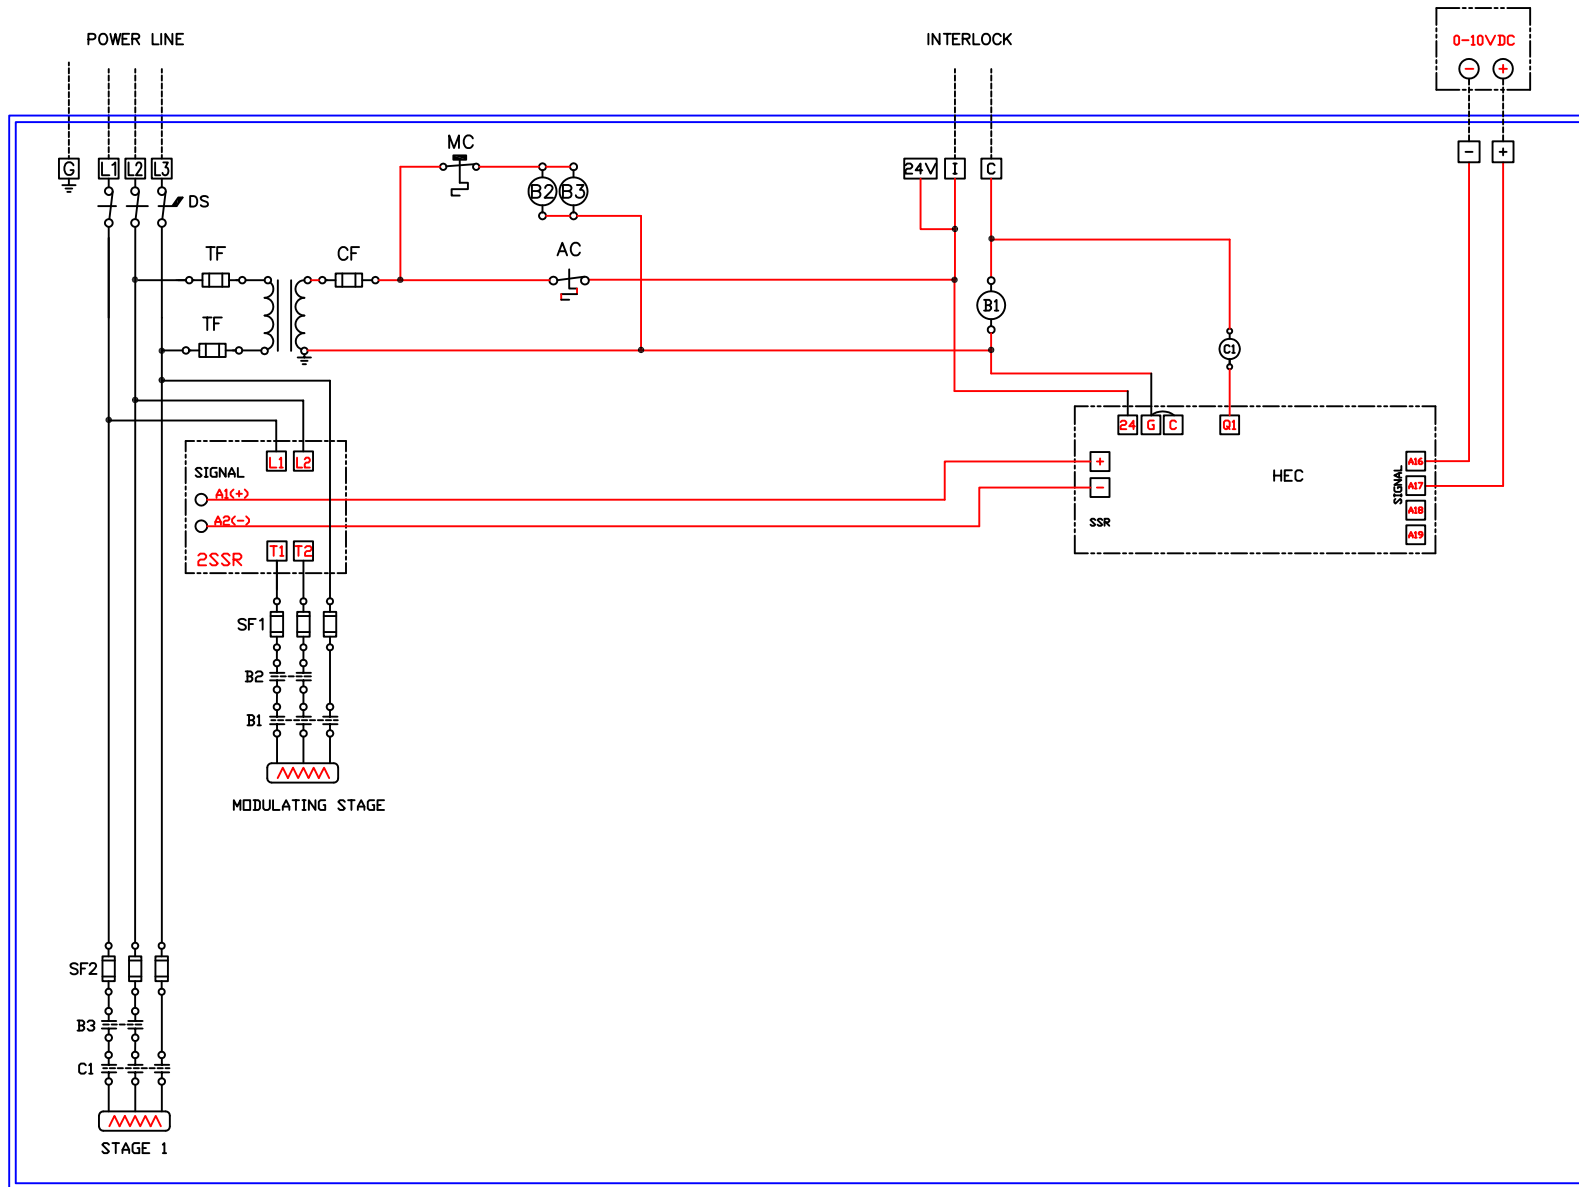 POWER LINE
INTERLOCK
0-10VDC
- +
G L1 L2 L3
MC
24V I C
- +
DS
B2 B3
TF
CF
AC
B1
TF
C1
24 G C Q1
L1 L2
SIGNAL
+
HEC
A16
A1(+)
-
SIGNAL
A17
A2(-)
SSR
A18
A19
T1 T2
2SSR
SF1
B2
B1
MODULATING STAGE
SF2
B3
C1
STAGE 1